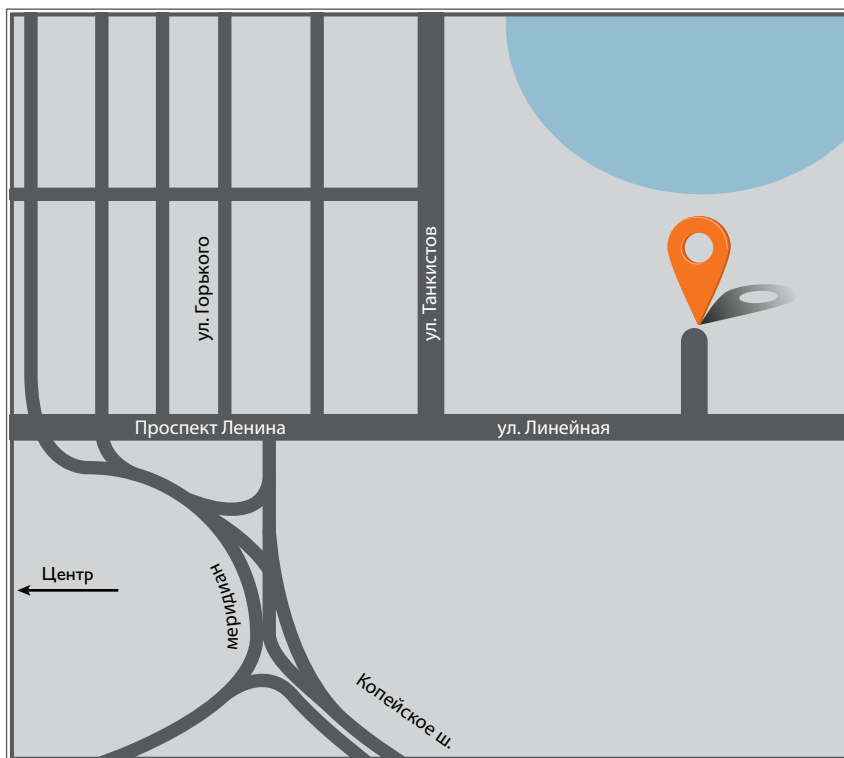 ул. Горького
ул. Танкистов
Проспект Ленина
ул. Линейная
Центр
меридиан
Копейское ш.